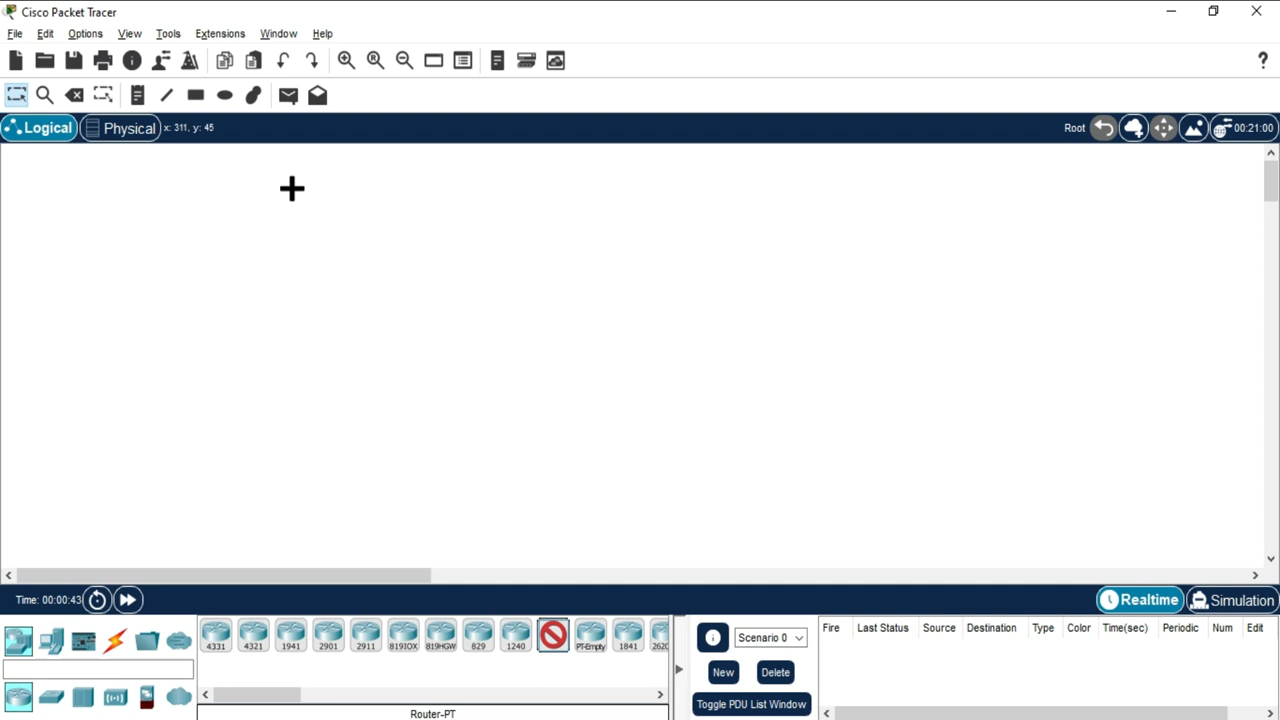 Cisco Packet Tracer
File Edit Options View Tools Extensions Window Help
Logical Physical x: 311, y: 45 Root 00:21:00
Time: 00:00:43 Realtime Simulation
4331 4321 1941 2901 2911 819IOX 819HGW 829 1240 PT-Empty 1841 262C
Scenario 0
New Delete
Toggle PDU List Window
Fire Last Status Source Destination Type Color Time(sec) Periodic Num Edit
Router-PT